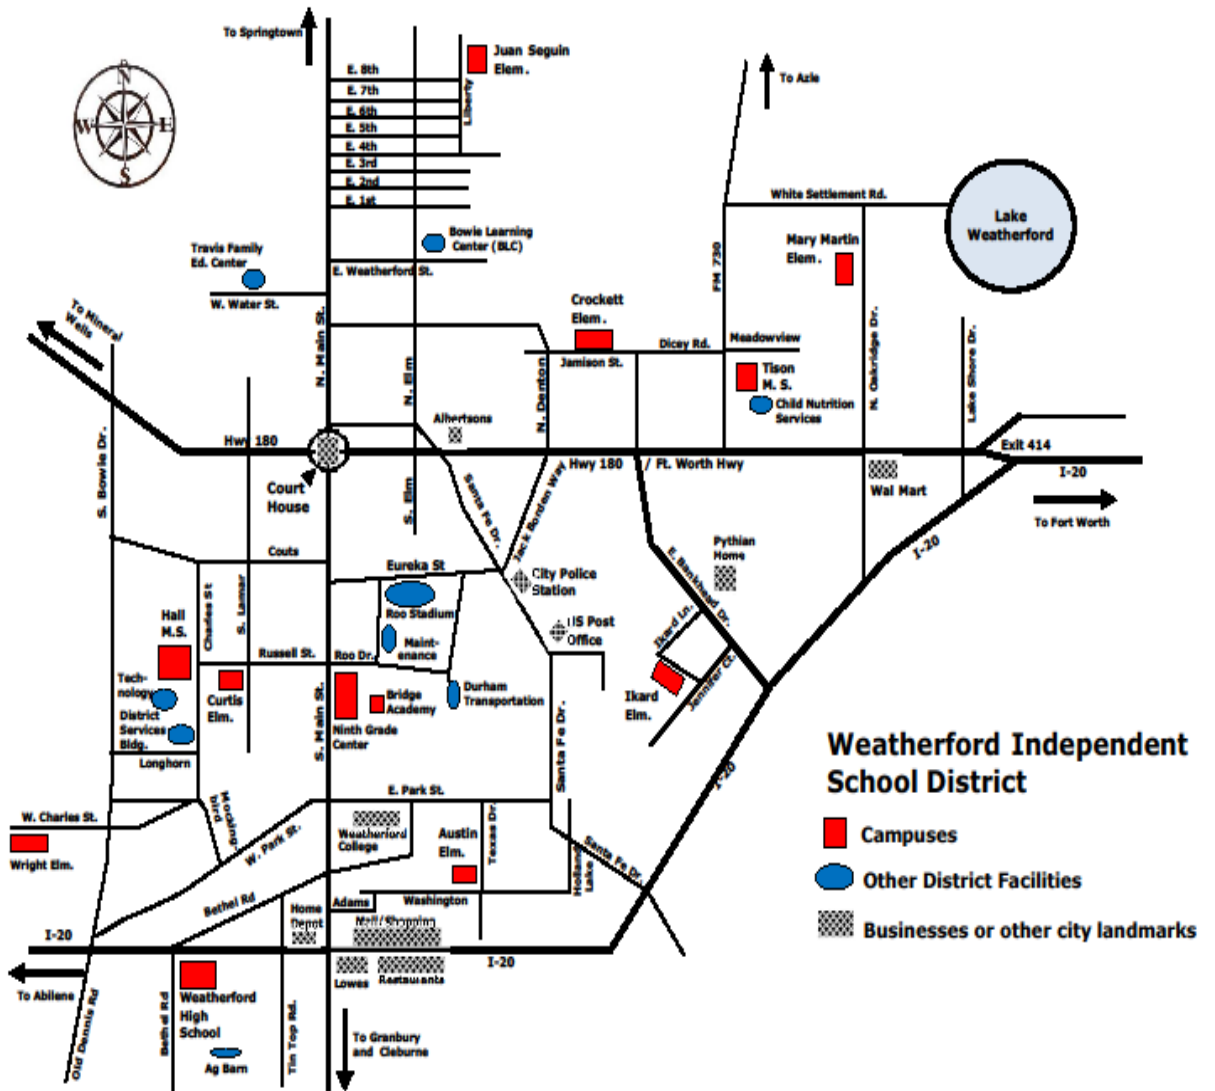 To Springtown
Juan Seguin
Elem.
E. 8th
E. 7th
E. 6th
E. 5th
E. 4th
E. 3rd
E. 2nd
E. 1st
Liberty
To Azle
N
W
E
S
White Settlement Rd.
Lake
Weatherford
Bowie Learning
Center (BLC)
Travis Family
Ed. Center
E. Weatherford St.
W. Water St.
Mary Martin
Elem.
FM 730
N. Oakridge Dr.
Lake Shore Dr.
To Mineral
Wells
N. Main St.
N. Elm
N. Denton
Crockett
Elem.
Dicey Rd.
Meadowview
Jamison St.
Tison
M. S.
Child Nutrition
Services
Albertsons
Hwy 180
Hwy 180 / Ft. Worth Hwy
Exit 414
I-20
To Fort Worth
Wal Mart
Court
House
S. Bowie Dr.
S. Elm
Santa Fe Dr.
Jack Borden Way
I-20
Couts
Eureka St
City Police
Station
Pythian
Home
E. Bankhead Dr.
Charles St
S. Lamar
Hall
M.S.
Roo Stadium
Maint-
enance
US Post
Office
Ikard Ln.
Jennifer Ct.
Ikard
Elm.
Russell St.
Roo Dr.
Tech-
nology
Curtis
Elm.
District
Services
Bldg.
Bridge
Academy
Durham
Transportation
Ninth Grade
Center
S. Main St.
Santa Fe Dr.
Longhorn
I-20
Weatherford Independent
School District
Campuses
Other District Facilities
Businesses or other city landmarks
Mocking-
bird
E. Park St.
W. Charles St.
Wright Elm.
W. Park St.
Weatherford
College
Austin
Elm.
Texas Dr.
Holland
Lake
Santa Fe Dr.
Bethel Rd
Home
Depot
Adams
Washington
Mall/Shopping
I-20
I-20
Lowes
Restaurants
To Abilene
Old Dennis Rd
Bethel Rd
Weatherford
High
School
Ag Barn
Tin Top Rd.
To Granbury
and Cleburne